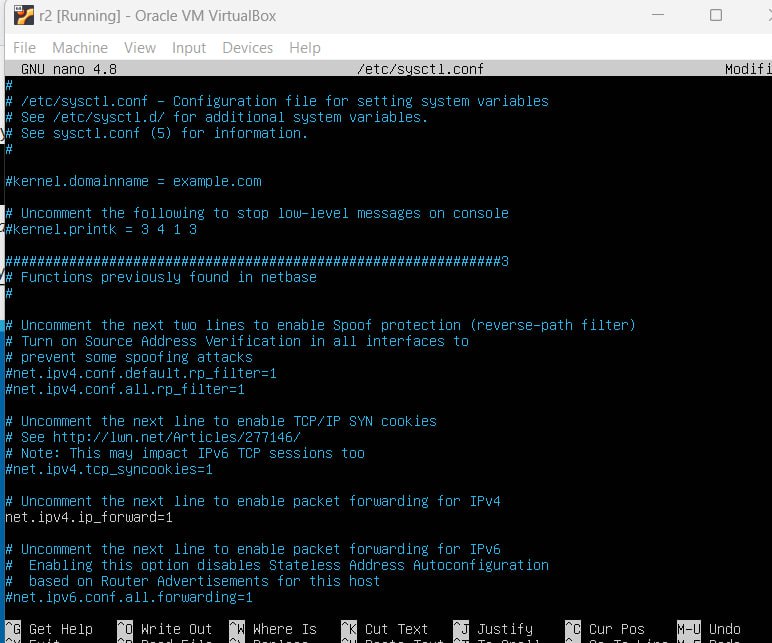 r2 [Running] - Oracle VM VirtualBox
File Machine View Input Devices Help
GNU nano 4.8 /etc/sysctl.conf Modifi
#
# /etc/sysctl.conf - Configuration file for setting system variables
# See /etc/sysctl.d/ for additional system variables.
# See sysctl.conf (5) for information.
#
#kernel.domainname = example.com
# Uncomment the following to stop low-level messages on console
#kernel.printk = 3 4 1 3
##############################################################3
# Functions previously found in netbase
#
# Uncomment the next two lines to enable Spoof protection (reverse-path filter)
# Turn on Source Address Verification in all interfaces to
# prevent some spoofing attacks
#net.ipv4.conf.default.rp_filter=1
#net.ipv4.conf.all.rp_filter=1
# Uncomment the next line to enable TCP/IP SYN cookies
# See http://lwn.net/Articles/277146/
# Note: This may impact IPv6 TCP sessions too
#net.ipv4.tcp_syncookies=1
# Uncomment the next line to enable packet forwarding for IPv4
net.ipv4.ip_forward=1
# Uncomment the next line to enable packet forwarding for IPv6
#  Enabling this option disables Stateless Address Autoconfiguration
#  based on Router Advertisements for this host
#net.ipv6.conf.all.forwarding=1
^G Get Help ^O Write Out ^W Where Is ^K Cut Text ^J Justify ^C Cur Pos M-U Undo